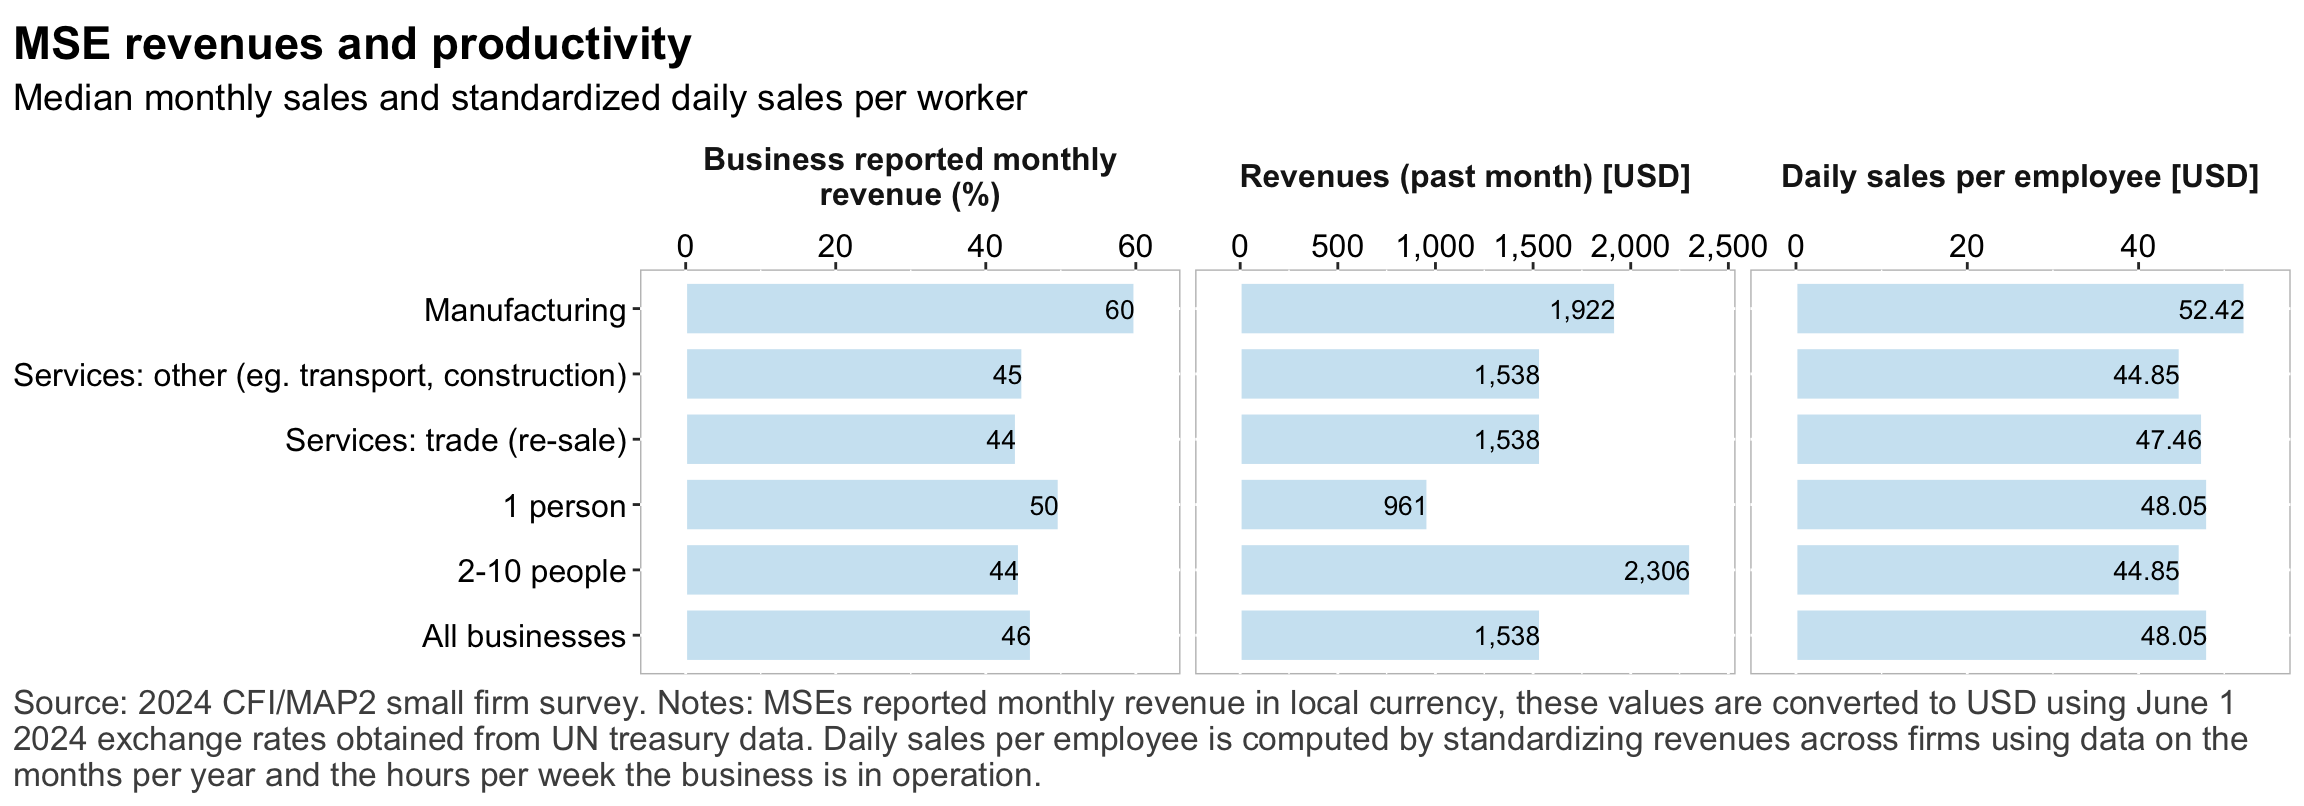 MSE revenues and productivity
Median monthly sales and standardized daily sales per worker
Business reported monthly
revenue (%)
Revenues (past month) [USD]
Daily sales per employee [USD]
0 20 40 60
0 500 1,000 1,500 2,000 2,500
0 20 40
Manufacturing 60 1,922 52.42
Services: other (eg. transport, construction) 45 1,538 44.85
Services: trade (re-sale) 44 1,538 47.46
1 person 50 961 48.05
2-10 people 44 2,306 44.85
All businesses 46 1,538 48.05
Source: 2024 CFI/MAP2 small firm survey. Notes: MSEs reported monthly revenue in local currency, these values are converted to USD using June 1
2024 exchange rates obtained from UN treasury data. Daily sales per employee is computed by standardizing revenues across firms using data on the
months per year and the hours per week the business is in operation.